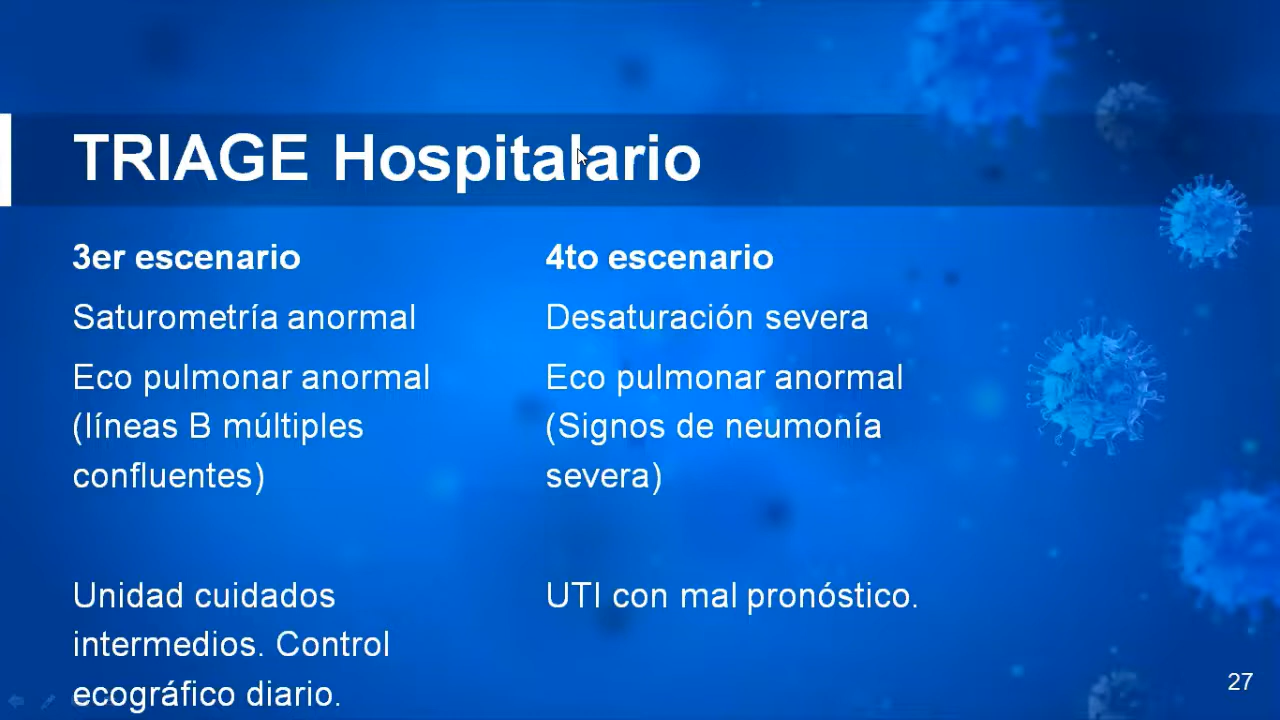 TRIAGE Hospitalario
3er escenario
Saturometría anormal
Eco pulmonar anormal
(líneas B múltiples
confluentes)
Unidad cuidados
intermedios. Control
ecográfico diario.
4to escenario
Desaturación severa
Eco pulmonar anormal
(Signos de neumonía
severa)
UTI con mal pronóstico.
27